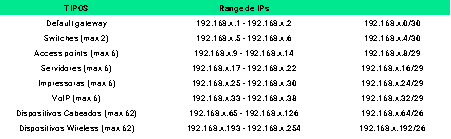 TIPOS Range de IPs
Default gateway 192.168.x.1 - 192.168.x.2 192.168.x.0/30
Switches (max 2) 192.168.x.5 - 192.168.x.6 192.168.x.4/30
Access points (max 6) 192.168.x.9 - 192.168.x.14 192.168.x.8/29
Servidores (max 6) 192.168.x.17 - 192.168.x.22 192.168.x.16/29
Impressoras (max 6) 192.168.x.25 - 192.168.x.30 192.168.x.24/29
VoIP (max 6) 192.168.x.33 - 192.168.x.38 192.168.x.32/29
Dispositivos Cabeados (max 62) 192.168.x.65 - 192.168.x.126 192.168.x.64/26
Dispositivos Wireless (max 62) 192.168.x.193 - 192.168.x.254 192.168.x.192/26